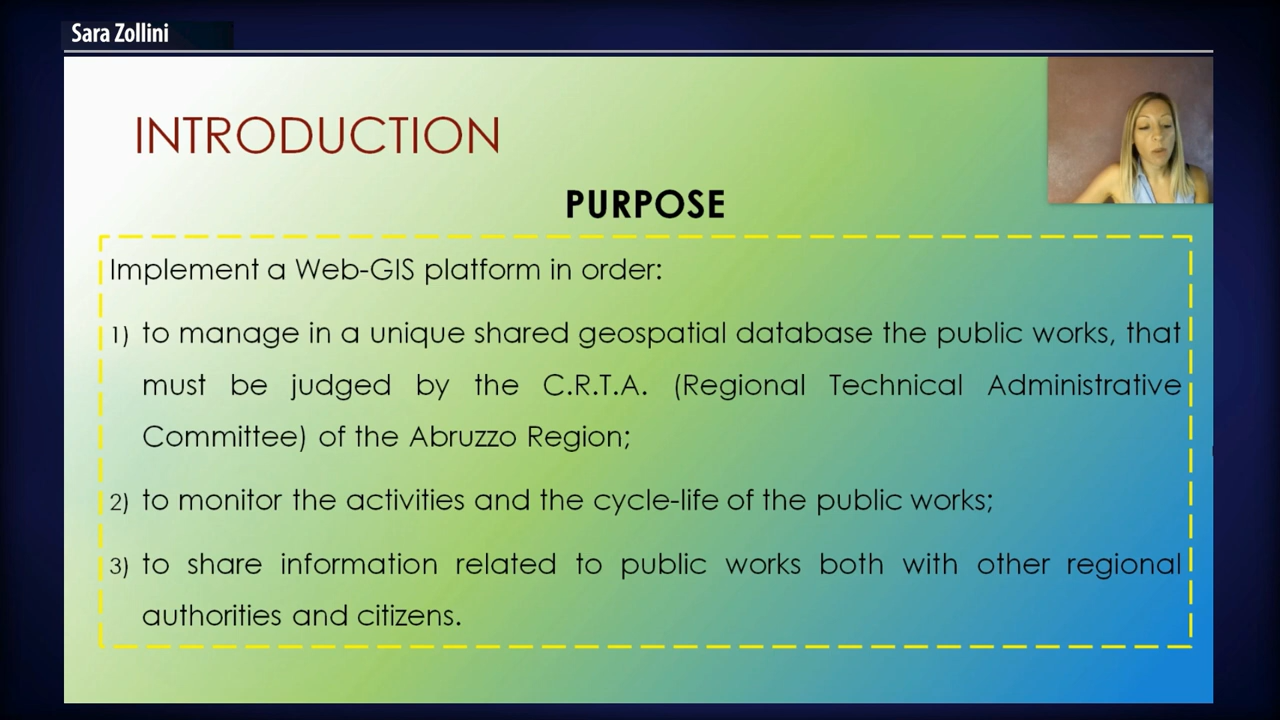 Sara Zollini
INTRODUCTION
PURPOSE
Implement a Web-GIS platform in order:
1) to manage in a unique shared geospatial database the public works, that
must be judged by the C.R.T.A. (Regional Technical Administrative
Committee) of the Abruzzo Region;
2) to monitor the activities and the cycle-life of the public works;
3) to share information related to public works both with other regional
authorities and citizens.